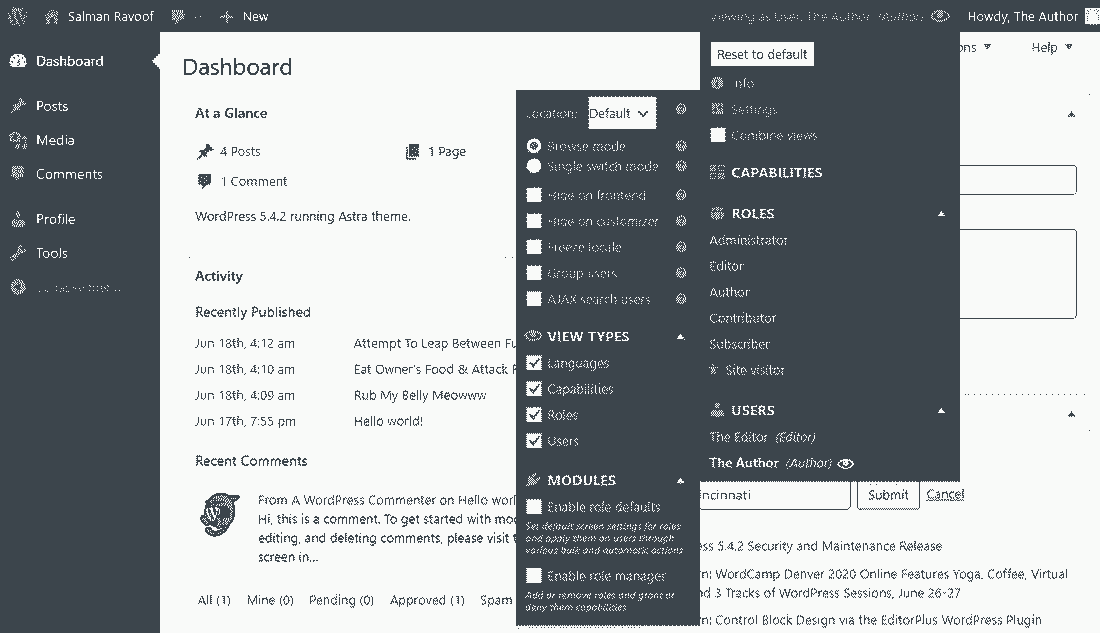 Salman Ravoof
New
Viewing as User: The Author (Author)
Howdy, The Author
Dashboard
Posts
Media
Comments
Profile
Tools
Dashboard
Help
At a Glance
4 Posts
1 Page
1 Comment
WordPress 5.4.2 running Astra theme.
Activity
Recently Published
Jun 18th, 4:12 am Attempt To Leap Between
Jun 18th, 4:10 am Eat Owner's Food & Attack
Jun 18th, 4:09 am Rub My Belly Meowww
Jun 17th, 7:55 pm Hello world!
Recent Comments
From A WordPress Commenter on Hello
Hi, this is a comment. To get started with
editing, and deleting comments, please visit
screen in...
All (1) Mine (0) Pending (0) Approved (1) Spam
Location: Default
Browse mode
Single switch mode
Hide on frontend
Hide on customizer
Freeze locale
Group users
AJAX search users
VIEW TYPES
Languages
Capabilities
Roles
Users
MODULES
Enable role defaults
Set default screen settings for roles
and apply them on users through
various bulk and automatic actions
Enable role manager
Add or remove roles and grant or
deny them capabilities
Reset to default
Info
Settings
Combine views
CAPABILITIES
ROLES
Administrator
Editor
Author
Contributor
Subscriber
Site visitor
USERS
The Editor (Editor)
The Author (Author)
ncinnati Submit Cancel
ss 5.4.2 Security and Maintenance Release
WordCamp Denver 2020 Online Features Yoga, Coffee, Virtual
3 Tracks of WordPress Sessions, June 26-27
Control Block Design via the EditorPlus WordPress Plugin